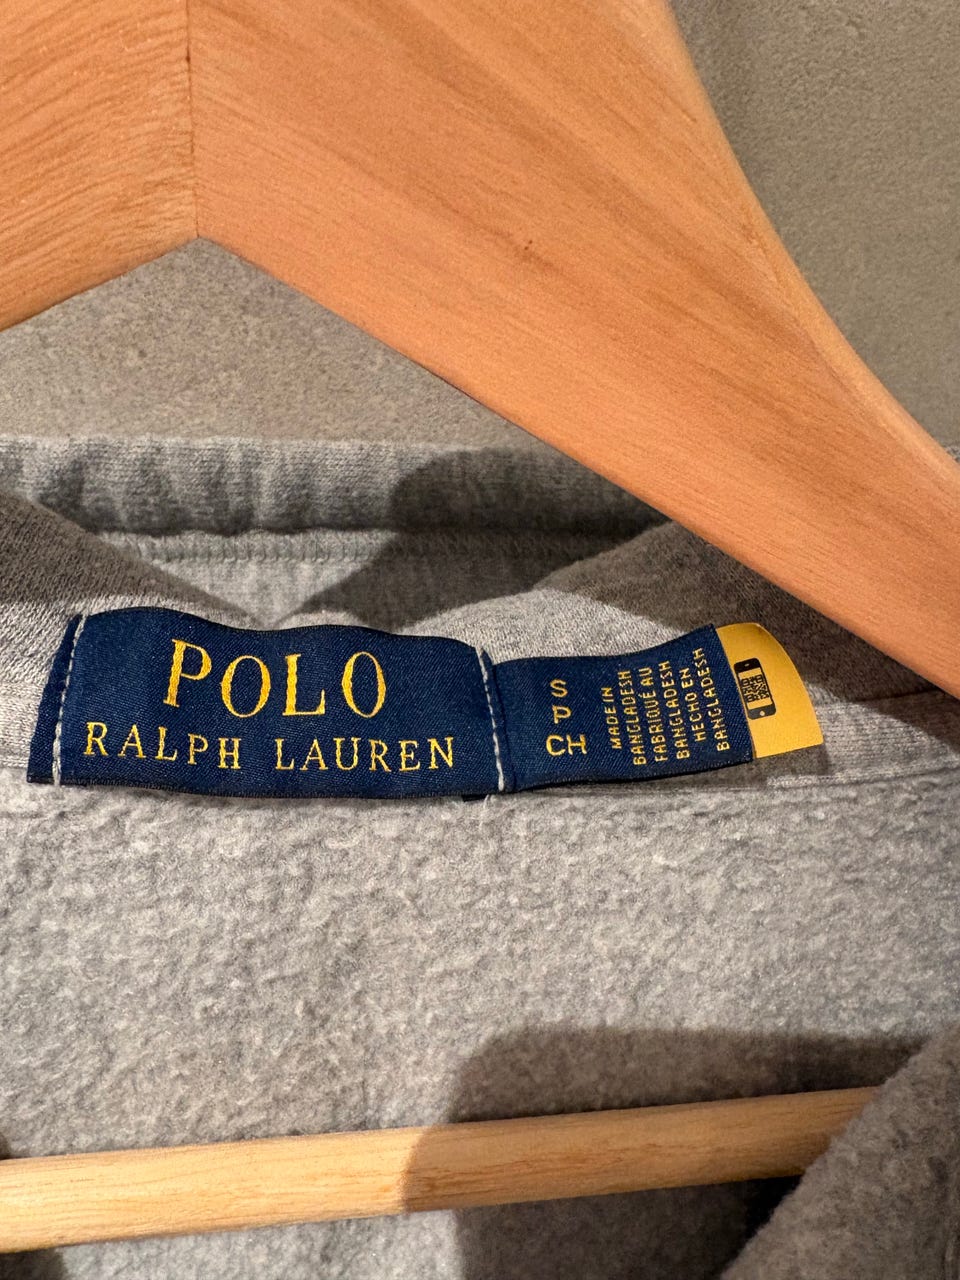 POLO
RALPH LAUREN
S
P
CH
MADE IN
BANGLADESH
FABRIQUÉ AU
BANGLADESH
HECHO EN
BANGLADESH